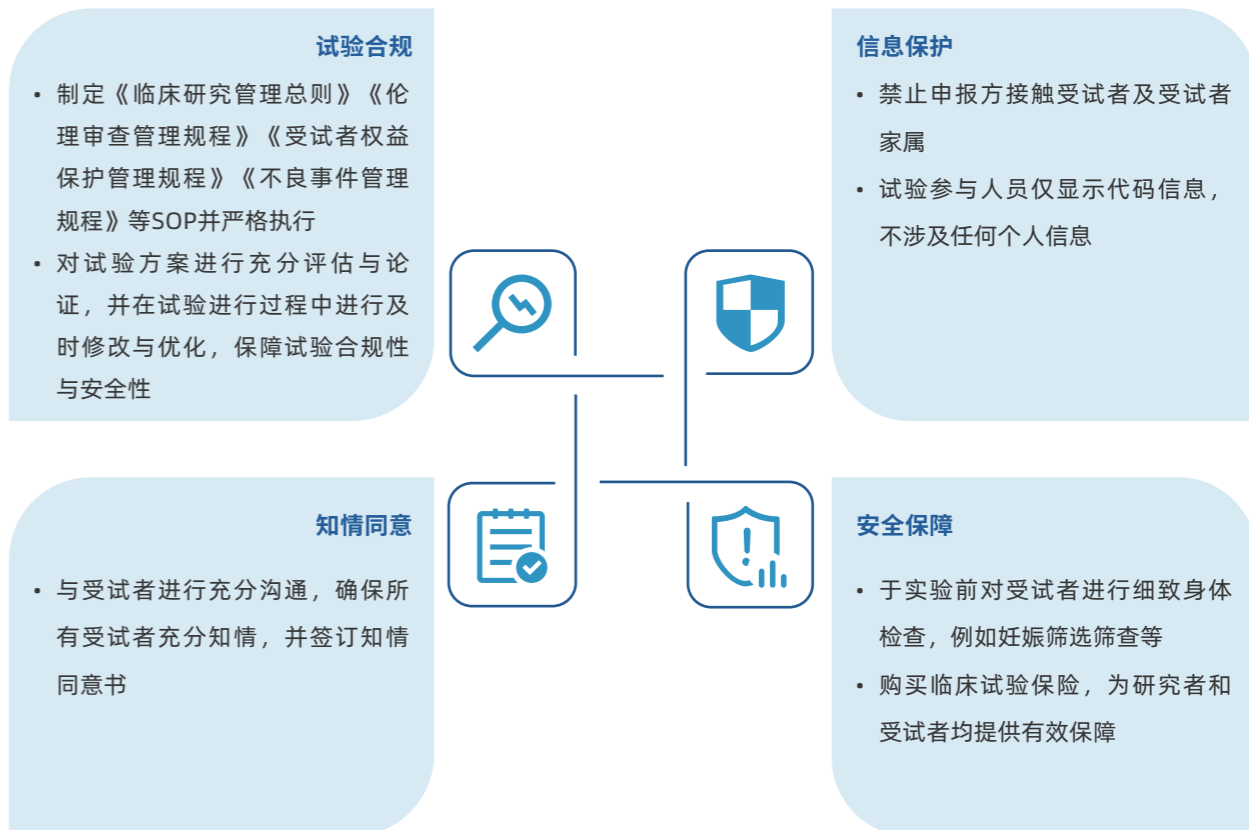 试验合规
• 制定《临床研究管理总则》《伦
理审查管理规程》《受试者权益
保护管理规程》《不良事件管理
规程》等SOP并严格执行
• 对试验方案进行充分评估与论
证，并在试验进行过程中进行及
时修改与优化，保障试验合规性
与安全性
信息保护
• 禁止申报方接触受试者及受试者
家属
• 试验参与人员仅显示代码信息，
不涉及任何个人信息
知情同意
• 与受试者进行充分沟通，确保所
有受试者充分知情，并签订知情
同意书
安全保障
• 于实验前对受试者进行细致身体
检查，例如妊娠筛选筛查等
• 购买临床试验保险，为研究者和
受试者均提供有效保障